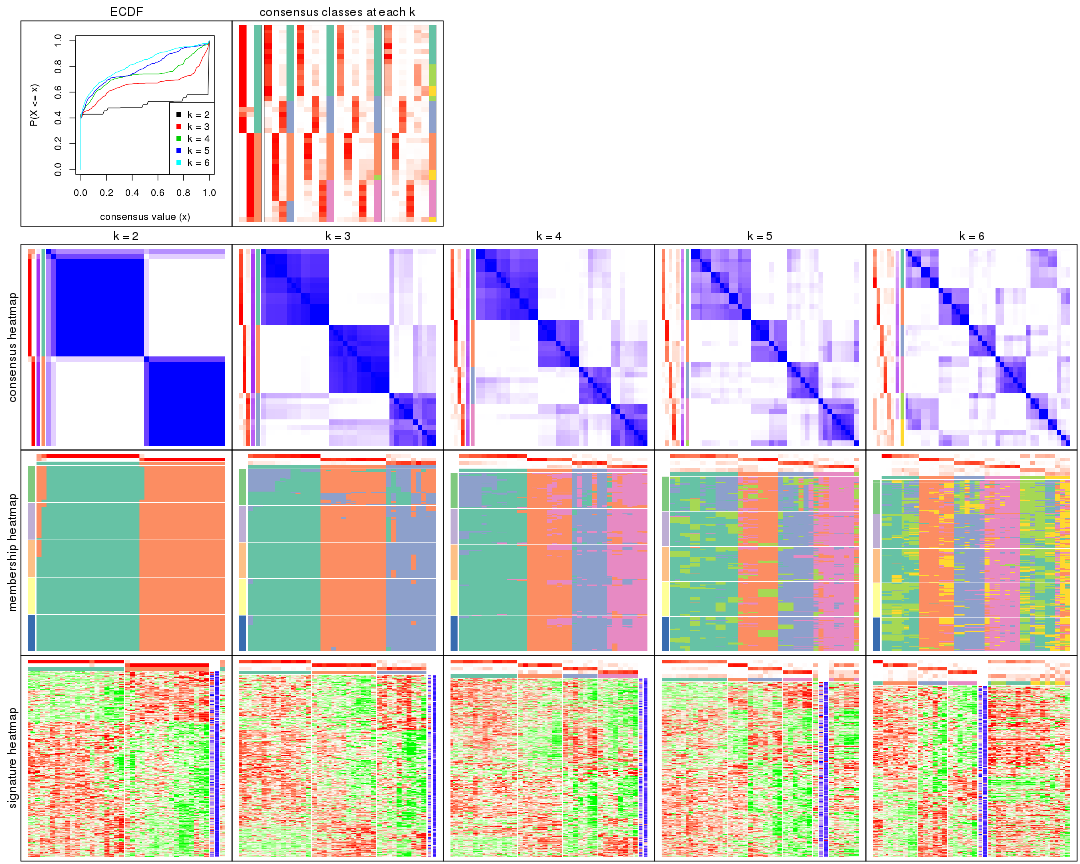 ECDF
consensus classes at each k
P(X <= x)
0.0 0.2 0.4 0.6 0.8 1.0
k = 2
k = 3
k = 4
k = 5
k = 6
0.0 0.2 0.4 0.6 0.8 1.0
consensus value (x)
k = 2
k = 3
k = 4
k = 5
k = 6
consensus heatmap
membership heatmap
signature heatmap